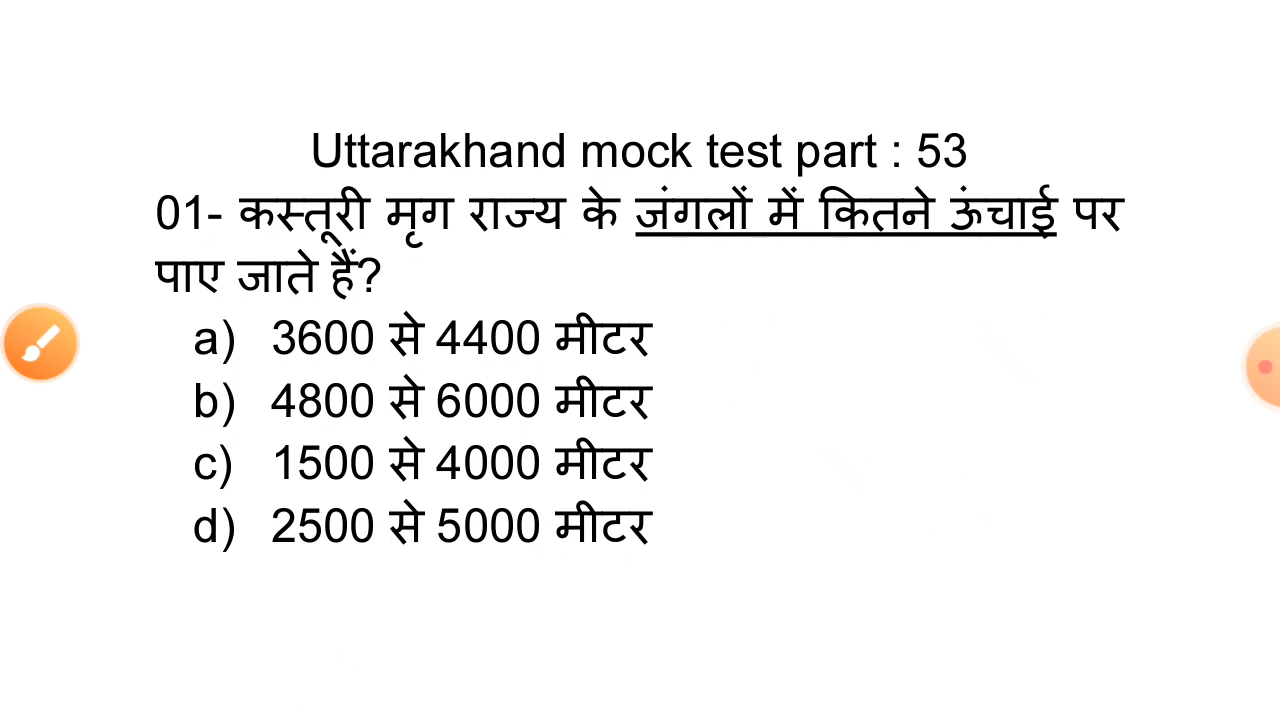 Uttarakhand mock test part : 53
01- कस्तूरी मृग राज्य के जंगलों में कितने ऊंचाई पर
पाए जाते हैं?
a) 3600 से 4400 मीटर
b) 4800 से 6000 मीटर
c) 1500 से 4000 मीटर
d) 2500 से 5000 मीटर